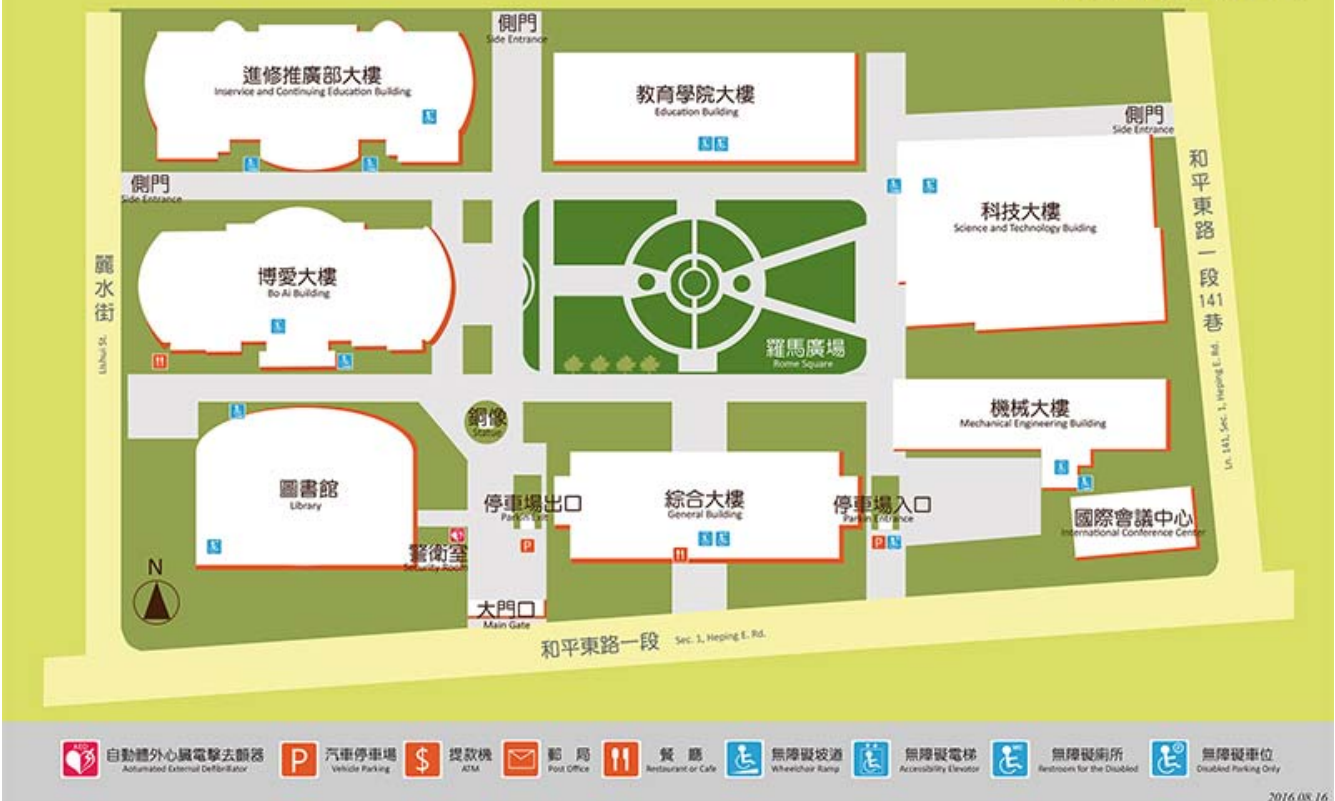 側門
Side Entrance
進修推廣部大樓
Inservice and Continuing Education Building
教育學院大樓
Education Building
側門
Side Entrance
側門
Side Entrance
科技大樓
Science and Technology Buiding
和平東路一段141巷
Ln. 141, Sec. 1, Heping E. Rd.
博愛大樓
Bo Ai Building
麗水街
Lishui St.
羅馬廣場
Rome Square
機械大樓
Mechanical Engineering Building
銅像
Statue
圖書館
Library
停車場出口
Parkin Exit
綜合大樓
General Building
停車場入口
Parkin Entrance
國際會議中心
International Conference Center
P
P
警衛室
Security Room
N
大門口
Main Gate
和平東路一段 Sec. 1, Heping E. Rd.
AED 自動體外心臟電擊去顫器
Aotumated External Defibrillator
P 汽車停車場
Vehicle Parking
$ 提款機
ATM
郵局
Post Office
餐廳
Restaurant or Cafe
無障礙坡道
Wheelchair Ramp
無障礙電梯
Accessibility Elevator
無障礙廁所
Restroom for the Disabled
無障礙車位
Disabled Parking Only
2016.08.16